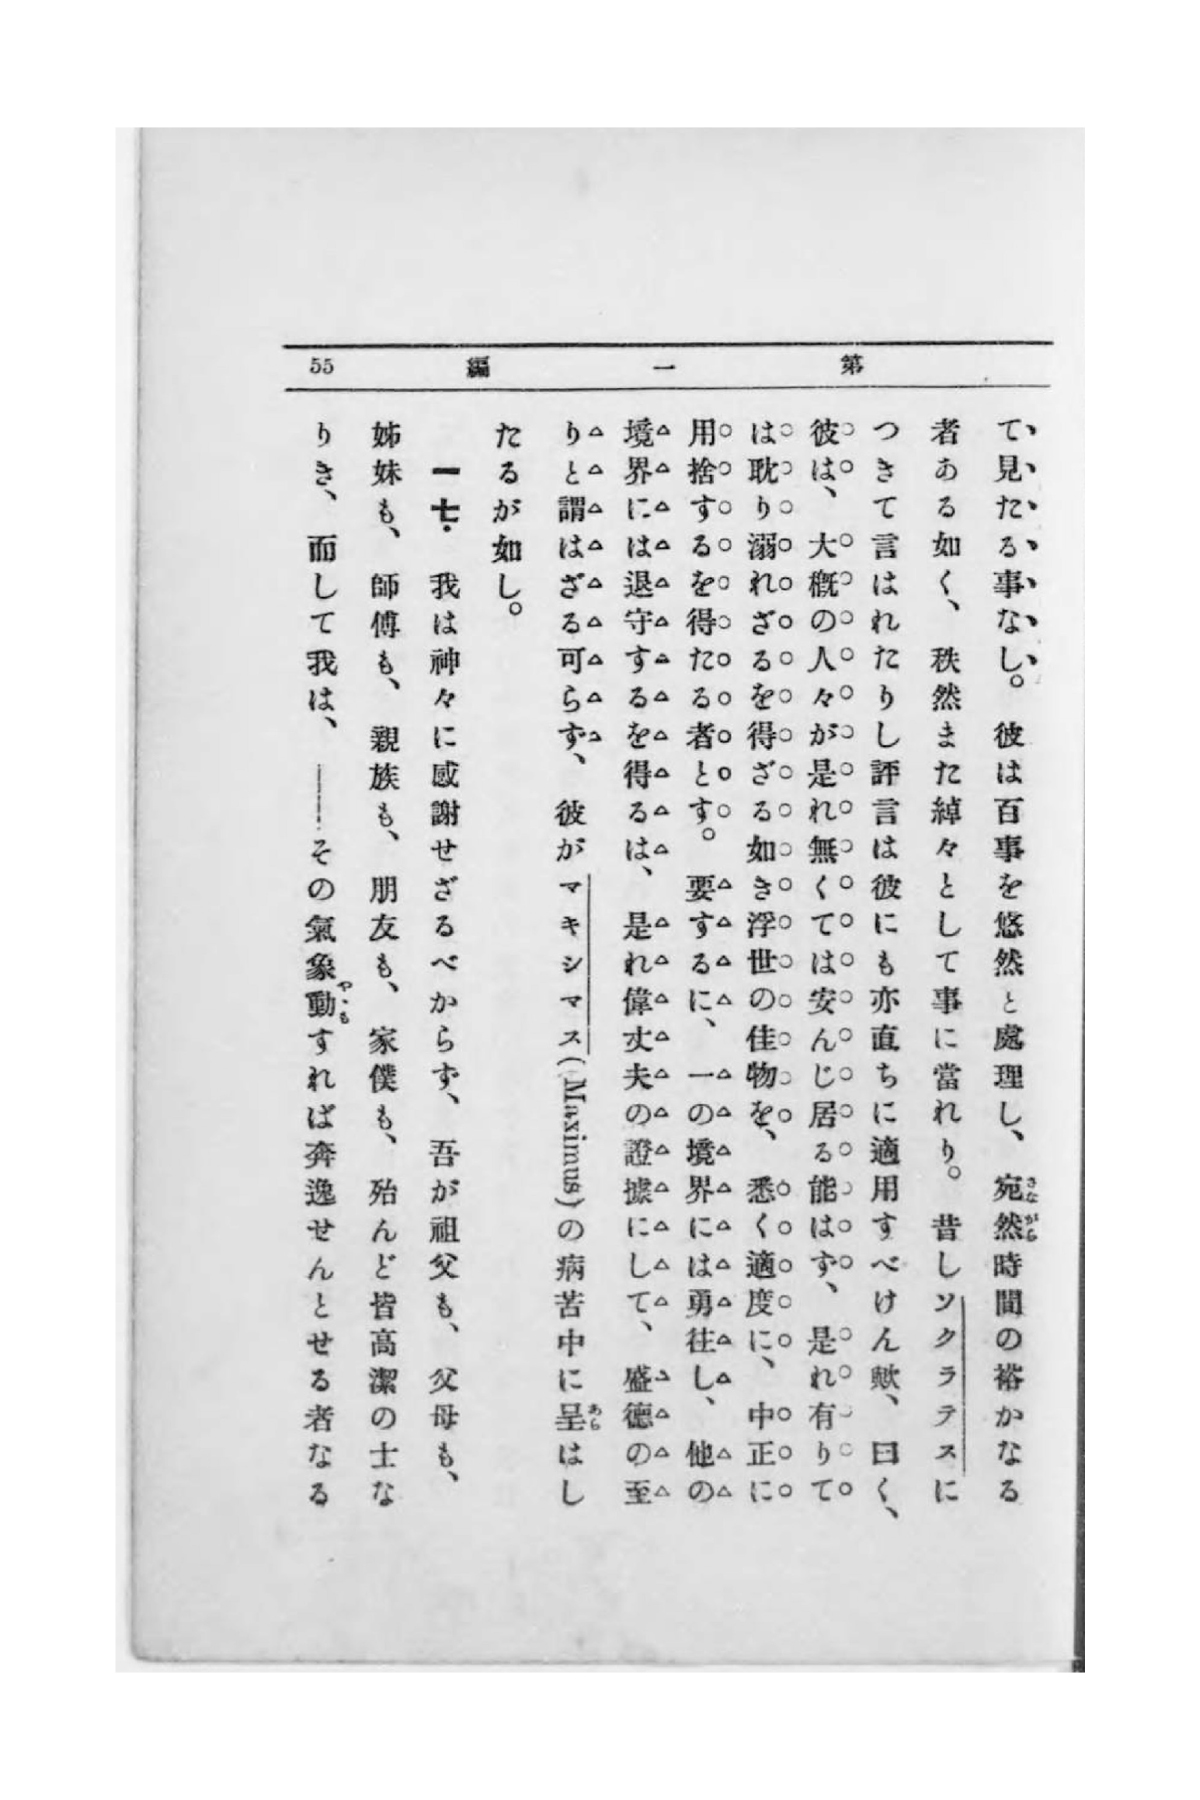 第一編
55
て見たる事なし。彼は百事を悠然と處理し、宛然時間の裕かなる
者ある如く、秩然また綽々として事に當れり。昔しソクラテスに
つきて言はれたりし評言は彼にも亦直ちに適用すべけん歟、曰く、
彼は、大概の人々が是れ無くては安んじ居る能はず、是れ有りて
は耽り溺れざるを得ざる如き浮世の佳物を、悉く適度に、中正に
用捨するを得たる者とす。要するに、一の境界には勇往し、他の
境界には退守するを得るは、是れ偉丈夫の證據にして、盛德の至
りと謂はざる可らず、彼がマキシマス(Maximus)の病苦中に呈はし
たるが如し。
一七. 我は神々に感謝せざるべからず、吾が祖父も、父母も、
姊妹も、師傅も、親族も、朋友も、家僕も、殆んど皆高潔の士な
りき、而して我は、――その氣象動すれば奔逸せんとせる者なる